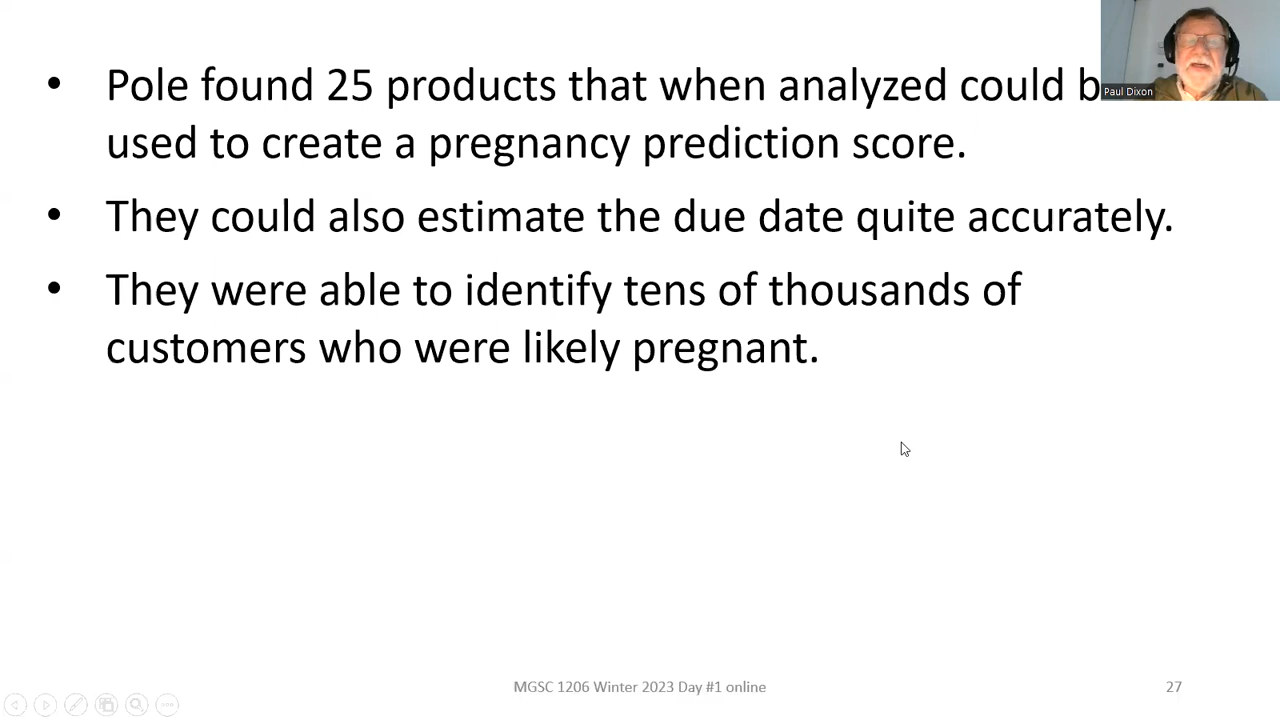 • Pole found 25 products that when analyzed could b
used to create a pregnancy prediction score.
• They could also estimate the due date quite accurately.
• They were able to identify tens of thousands of
customers who were likely pregnant.
Paul Dixon
MGSC 1206 Winter 2023 Day #1 online
27